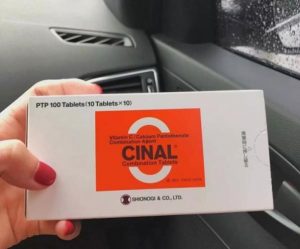 PTP 100 Tablets (10 Tablets×10)
Vitamin C / Calcium Pantothenate
Combination Agent
CINAL®
Combination Tablets
SHIONOGI & CO., LTD.